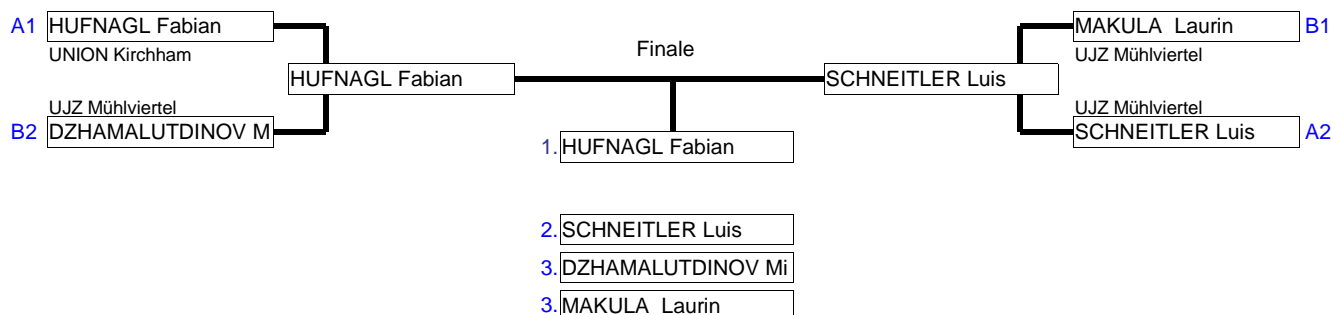 A1 HUFNAGL Fabian
UNION Kirchham
HUFNAGL Fabian
UJZ Mühlviertel
B2 DZHAMALUTDINOV M
Finale
MAKULA Laurin B1
UJZ Mühlviertel
SCHNEITLER Luis
UJZ Mühlviertel
SCHNEITLER Luis A2
1. HUFNAGL Fabian
2. SCHNEITLER Luis
3. DZHAMALUTDINOV Mi
3. MAKULA Laurin